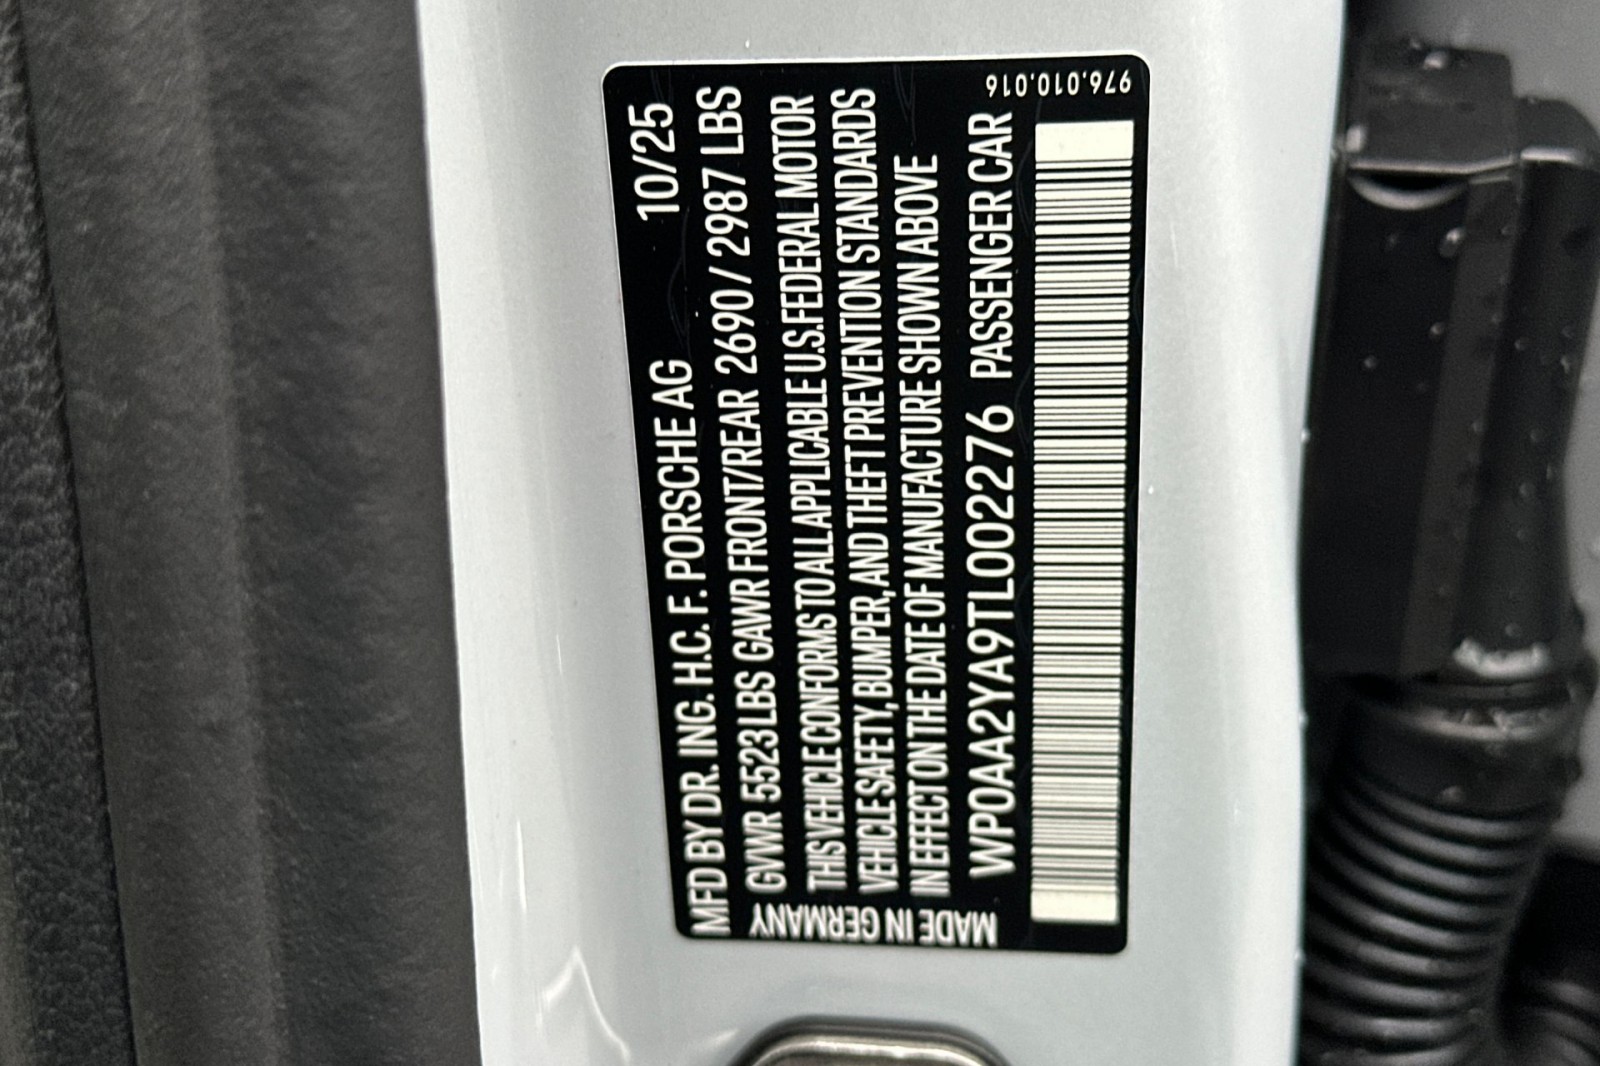 MFD BY DR. ING. H.C. F. PORSCHE AG 10/25
GVWR 5523 LBS GAWR FRONT/REAR 2690 / 2987 LBS
THIS VEHICLE CONFORMS TO ALL APPLICABLE U.S. FEDERAL MOTOR
VEHICLE SAFETY, BUMPER, AND THEFT PREVENTION STANDARDS
IN EFFECT ON THE DATE OF MANUFACTURE SHOWN ABOVE
WP0AA2YA9TL002276 PASSENGER CAR
MADE IN GERMANY
976.010.016